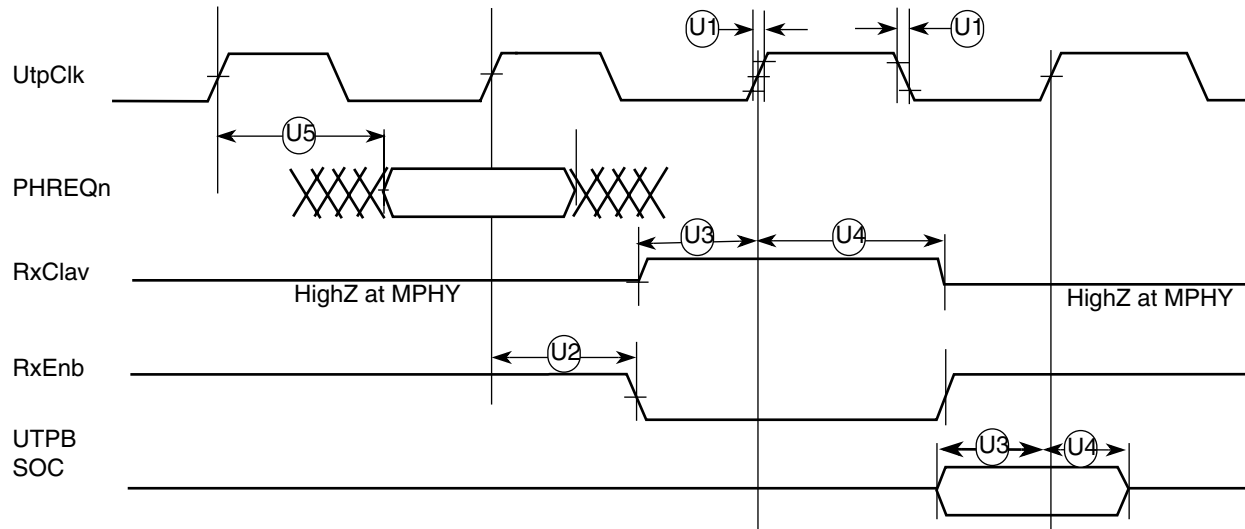 U1
U1
UtpClk
U5
PHREQn
U3
U4
RxClav
HighZ at MPHY
HighZ at MPHY
U2
RxEnb
UTPB
SOC
U3
U4